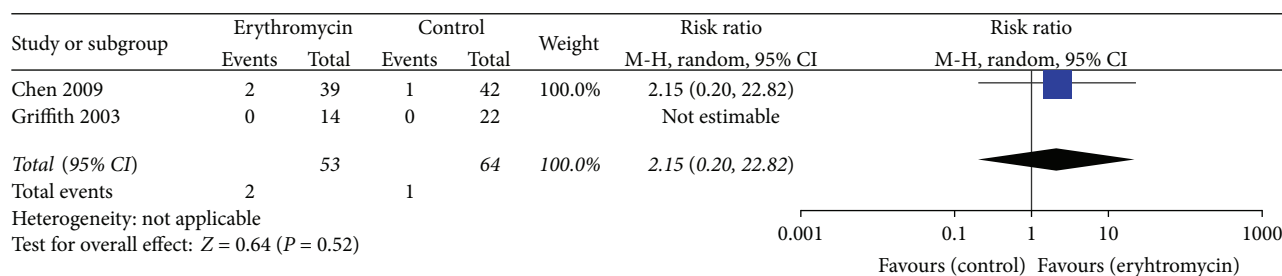 Study or subgroup Erythromycin Control Weight Risk ratio Risk ratio
Events Total Events Total M-H, random, 95% CI M-H, random, 95% CI
Chen 2009 2 39 1 42 100.0% 2.15 (0.20, 22.82)
Griffith 2003 0 14 0 22 Not estimable
Total (95% CI) 53 64 100.0% 2.15 (0.20, 22.82)
Total events 2 1
Heterogeneity: not applicable
Test for overall effect: Z = 0.64 (P = 0.52)
0.001 0.1 1 10 1000
Favours (control) Favours (eryhtromycin)